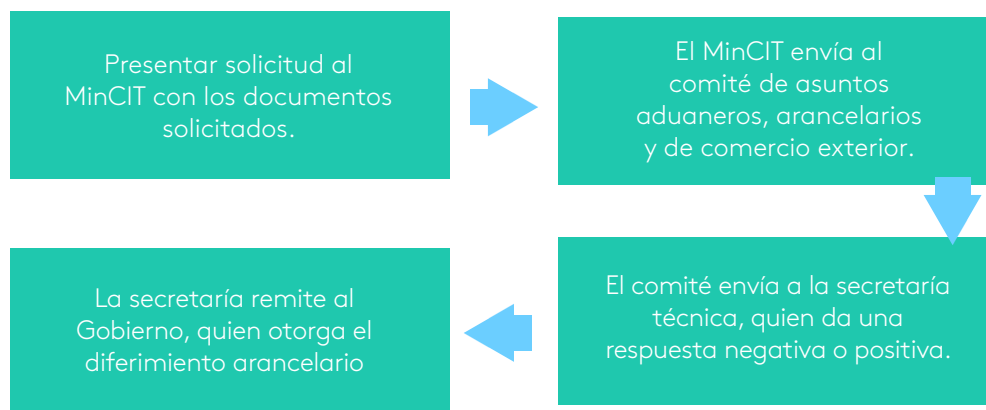 Presentar solicitud al
MinCIT con los documentos
solicitados.
El MinCIT envía al
comité de asuntos
aduaneros, arancelarios
y de comercio exterior.
El comité envía a la secretaría
técnica, quien da una
respuesta negativa o positiva.
La secretaría remite al
Gobierno, quien otorga el
diferimiento arancelario